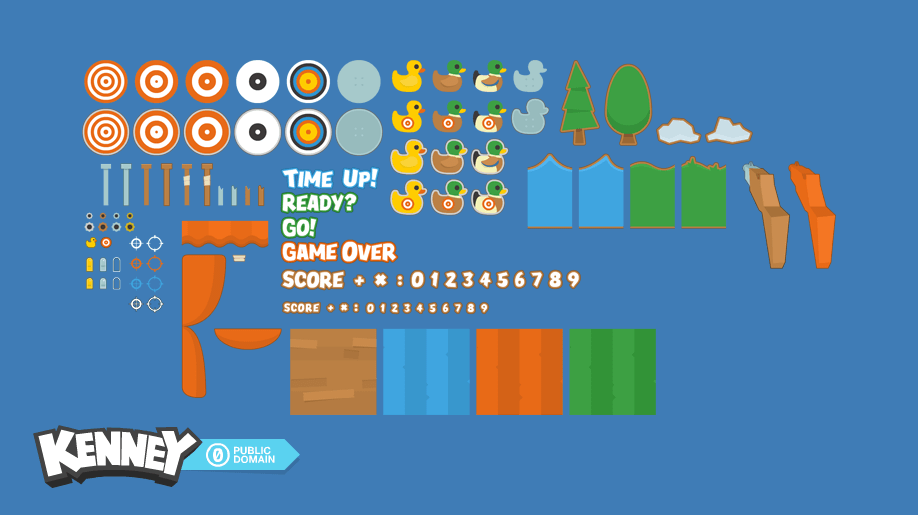 TIME UP!
READY?
GO!
GAME OVER
SCORE + × : 0 1 2 3 4 5 6 7 8 9
SCORE + × : 0 1 2 3 4 5 6 7 8 9
KENNEY
0 PUBLIC
DOMAIN